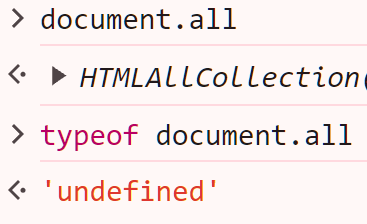 document.all
HTMLAllCollection(
typeof document.all
'undefined'